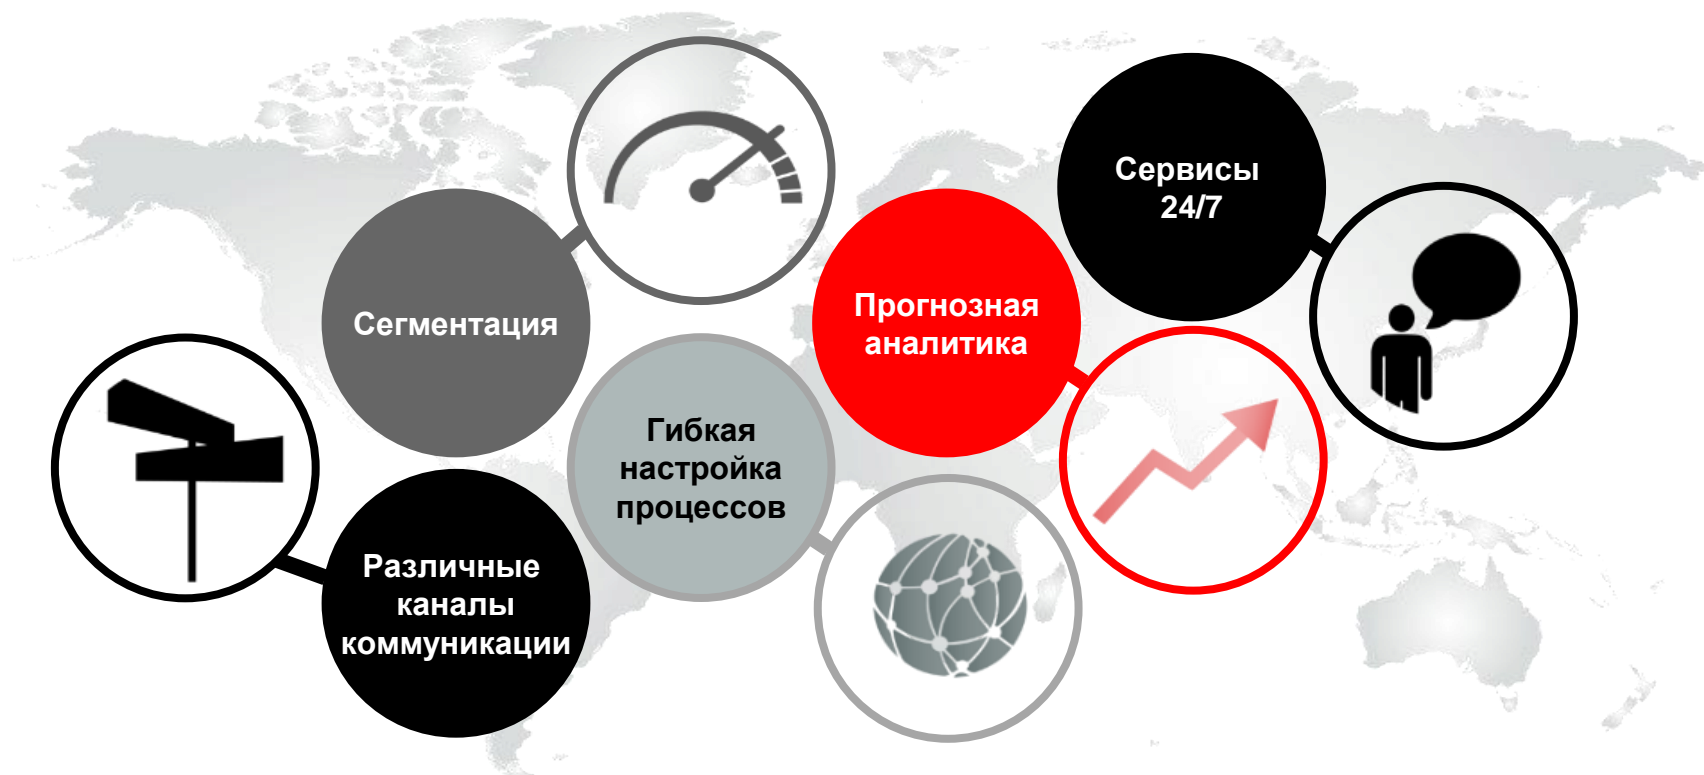 Сегментация
Различные
каналы
коммуникации
Гибкая
настройка
процессов
Прогнозная
аналитика
Сервисы
24/7